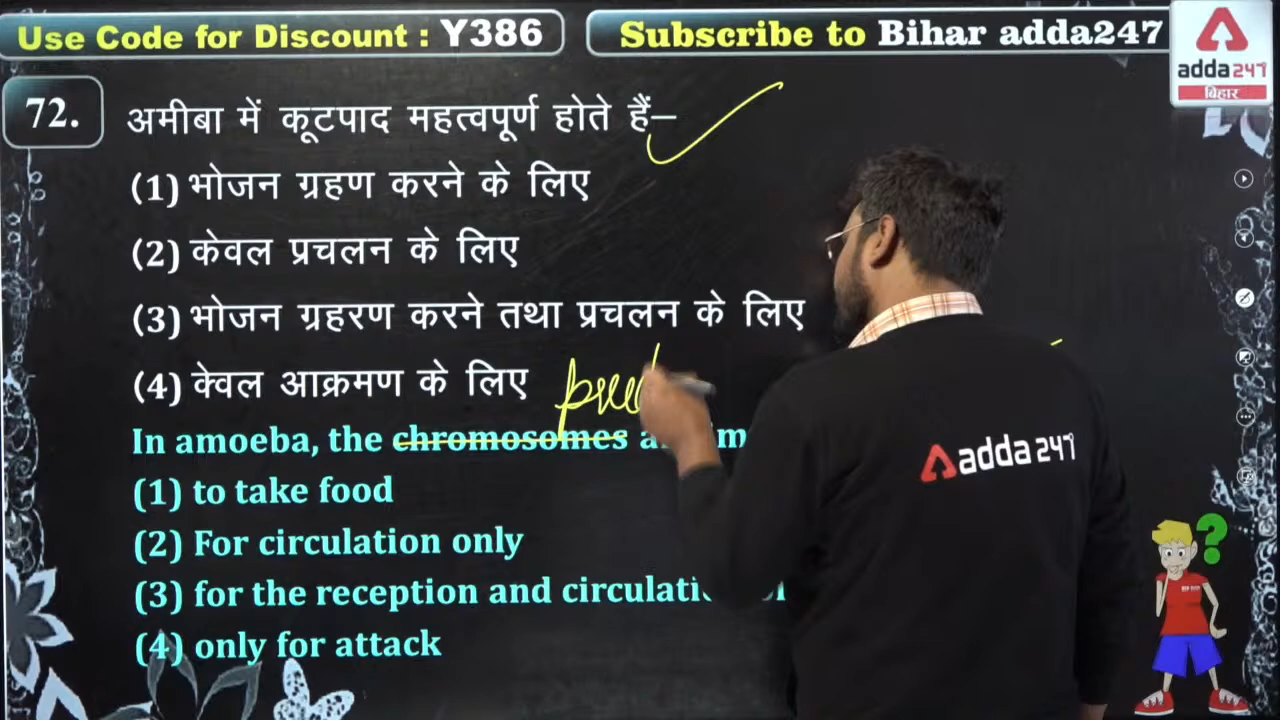 Use Code for Discount : Y386
Subscribe to Bihar adda247
adda247
बिहार
72.
अमीबा में कूटपाद महत्वपूर्ण होते हैं–
(1) भोजन ग्रहण करने के लिए
(2) केवल प्रचलन के लिए
(3) भोजन ग्रहरण करने तथा प्रचलन के लिए
(4) केवल आक्रमण के लिए
In amoeba, the chromosomes
(1) to take food
(2) For circulation only
(3) for the reception and
(4) only for attack
adda247